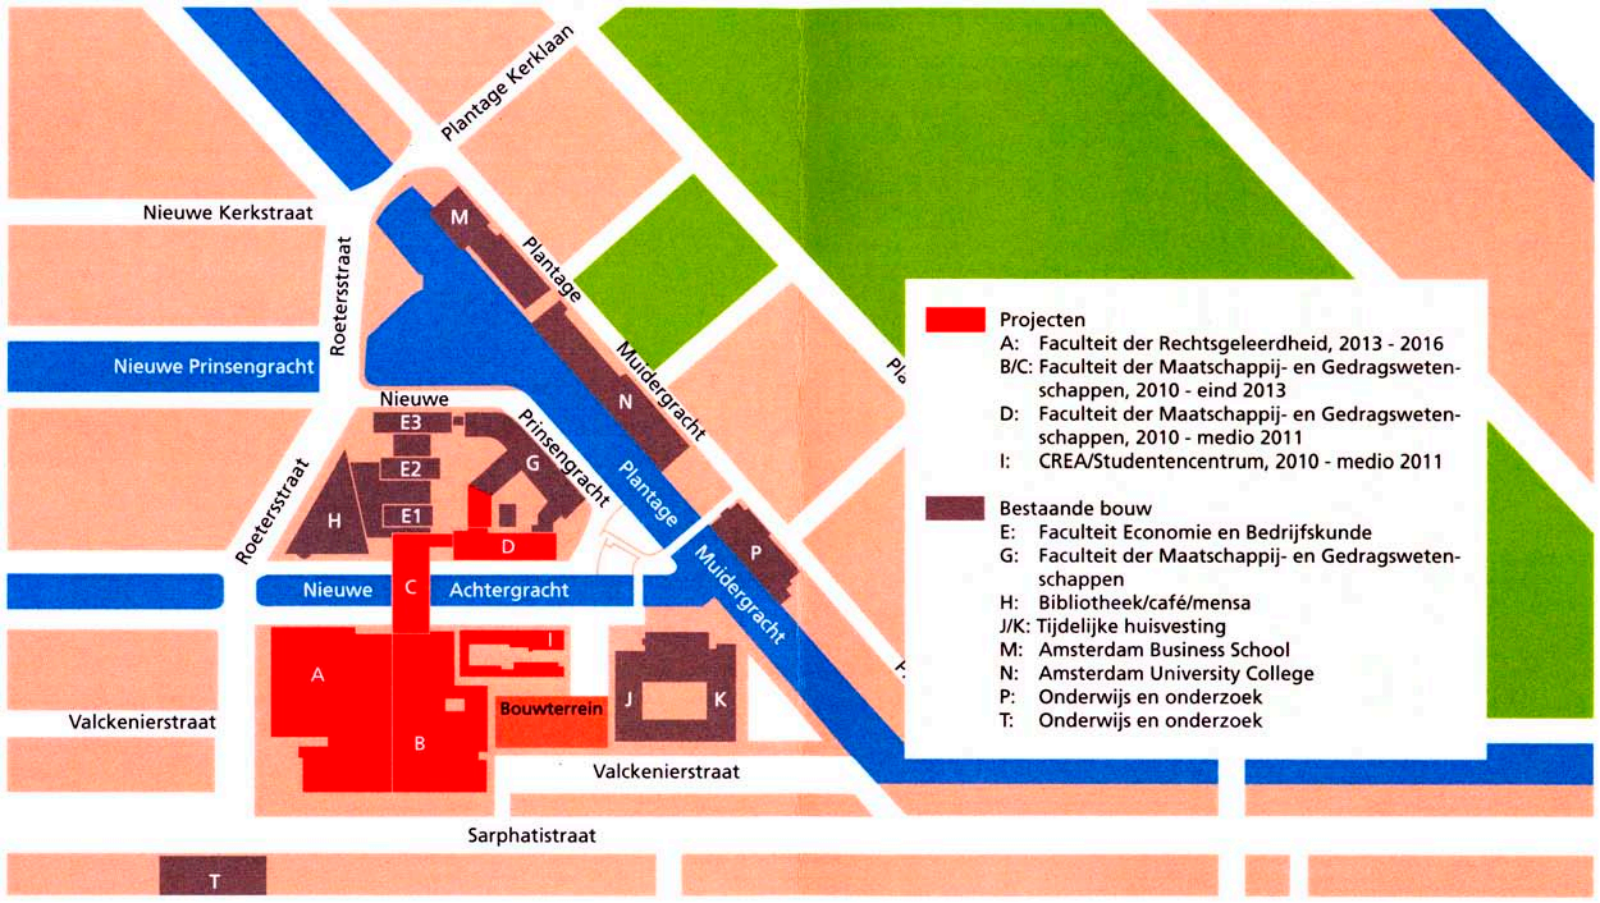 Plantage Kerklaan
Nieuwe Kerkstraat
M
Plantage
Roetersstraat
Projecten
A: Faculteit der Rechtsgeleerdheid, 2013 - 2016
B/C: Faculteit der Maatschappij- en Gedragsweten-
schappen, 2010 - eind 2013
D: Faculteit der Maatschappij- en Gedragsweten-
schappen, 2010 - medio 2011
I: CREA/Studentencentrum, 2010 - medio 2011
Bestaande bouw
E: Faculteit Economie en Bedrijfskunde
G: Faculteit der Maatschappij- en Gedragsweten-
schappen
H: Bibliotheek/café/mensa
J/K: Tijdelijke huisvesting
M: Amsterdam Business School
N: Amsterdam University College
P: Onderwijs en onderzoek
T: Onderwijs en onderzoek
Nieuwe Prinsengracht
Muidergracht
Pla
N
Nieuwe
Prinsengracht
E3
E2
E1
G
H
Roetersstraat
Plantage
Muidergracht
P
D
C
Nieuwe
Achtergracht
I
A
B
J
K
Bouwterrein
Valckenierstraat
Valckenierstraat
Sarphatistraat
T